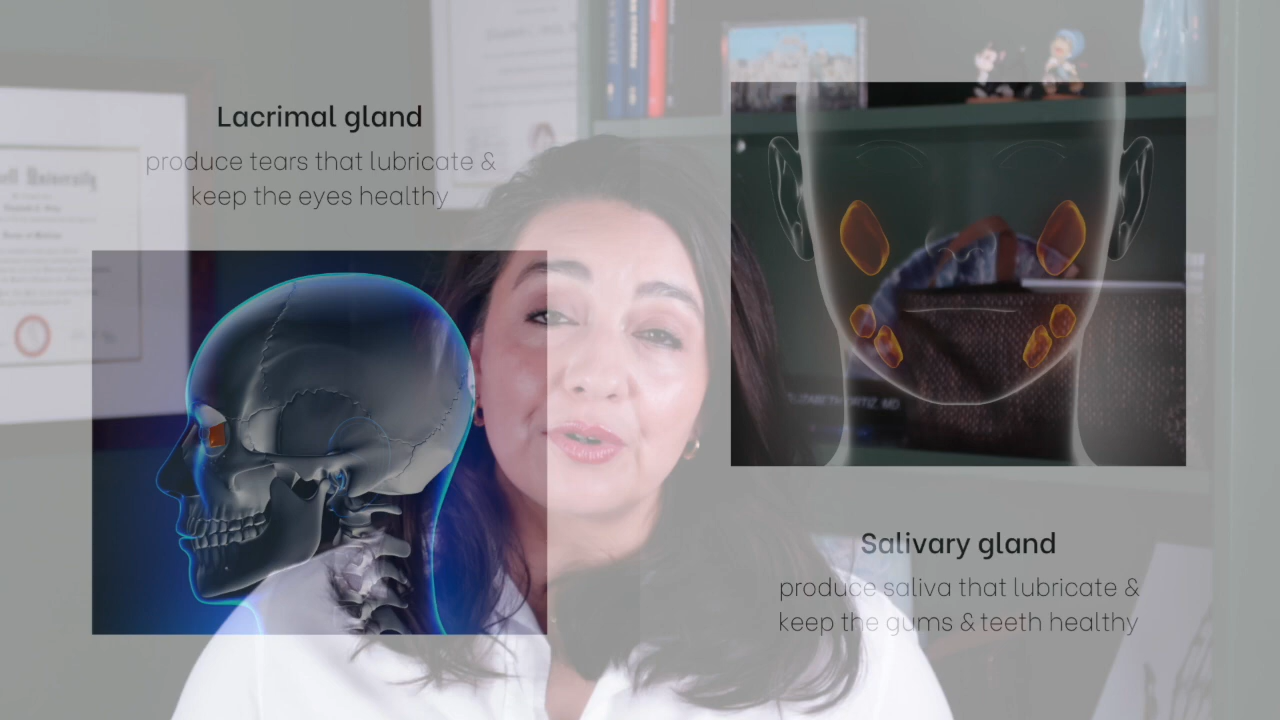 Lacrimal gland
produce tears that lubricate &
keep the eyes healthy
Salivary gland
produce saliva that lubricate &
keep the gums & teeth healthy